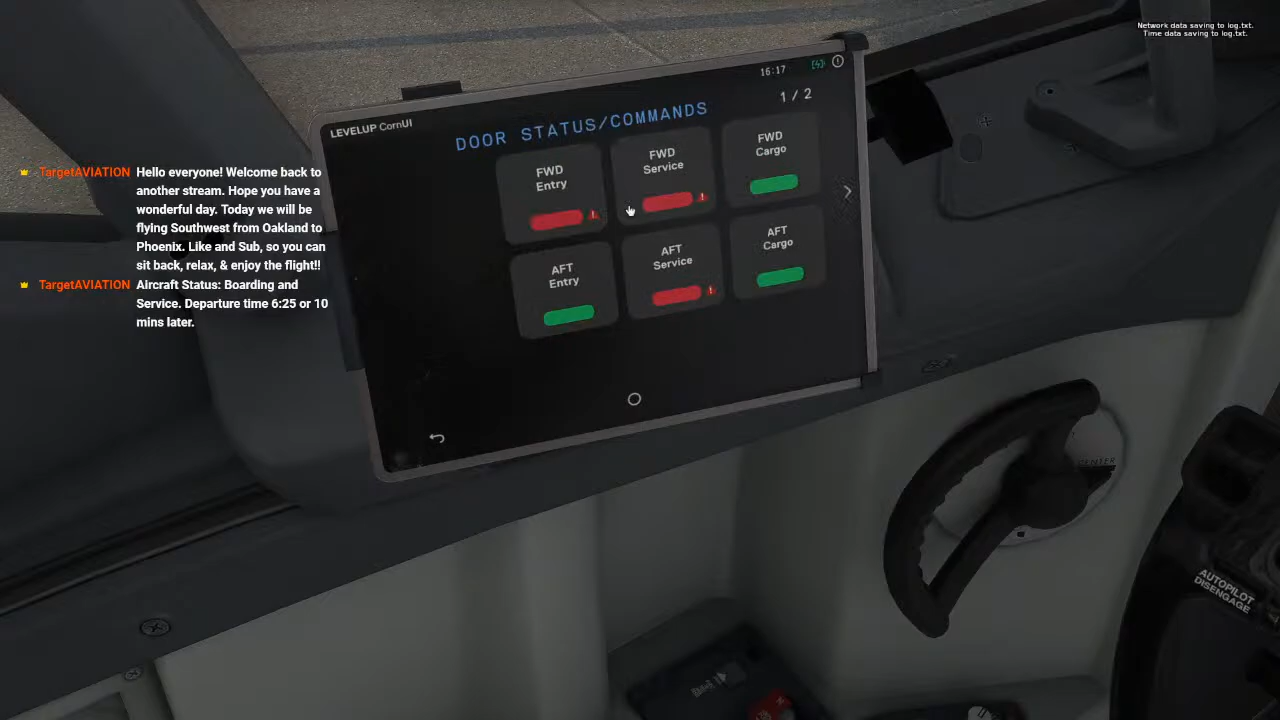 Network data saving to log.txt.
Time data saving to log.txt.
16:17
LEVELUP CornUI
DOOR STATUS/COMMANDS
1 / 2
FWD
Entry
FWD
Service
FWD
Cargo
AFT
Entry
AFT
Service
AFT
Cargo
TargetAVIATION Hello everyone! Welcome back to
another stream. Hope you have a
wonderful day. Today we will be
flying Southwest from Oakland to
Phoenix. Like and Sub, so you can
sit back, relax, & enjoy the flight!!
TargetAVIATION Aircraft Status: Boarding and
Service. Departure time 6:25 or 10
mins later.
CENTER
AUTOPILOT
DISENGAGE